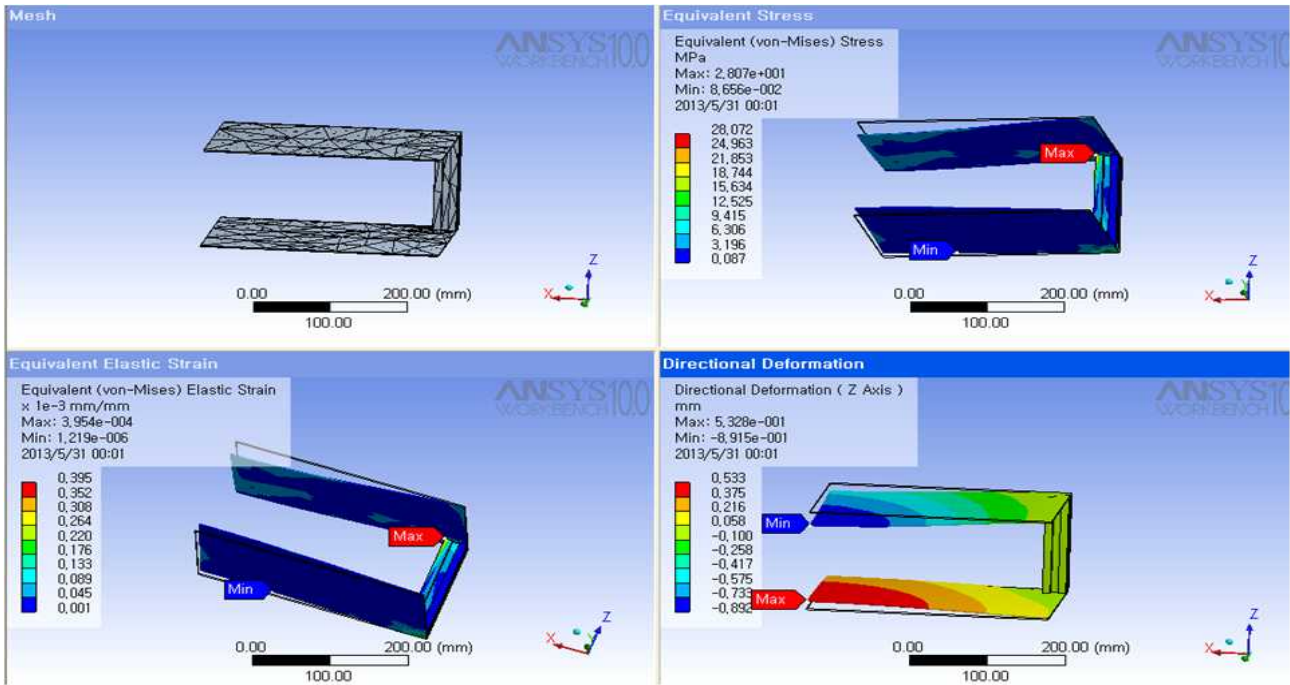 Mesh
ANSYS10.0
WORKBENCH
Z
X
0.00 200.00 (mm)
100.00
Equivalent Stress
ANSYS10.0
WORKBENCH
Equivalent (von-Mises) Stress
MPa
Max: 2,807e+001
Min: 8,656e-002
2013/5/31 00:01
28,072
24,963
21,853
18,744
15,634
12,525
9,415
6,306
3,196
0,087
Max
Min
Z
X
0.00 200.00 (mm)
100.00
Equivalent Elastic Strain
ANSYS10.0
WORKBENCH
Equivalent (von-Mises) Elastic Strain
x 1e-3 mm/mm
Max: 3,954e-004
Min: 1,219e-006
2013/5/31 00:01
0,395
0,352
0,308
0,264
0,220
0,176
0,133
0,089
0,045
0,001
Max
Min
Z
X
0.00 200.00 (mm)
100.00
Directional Deformation
ANSYS10.0
WORKBENCH
Directional Deformation ( Z Axis )
mm
Max: 5,328e-001
Min: -8,915e-001
2013/5/31 00:01
0,533
0,375
0,216
0,058
-0,100
-0,258
-0,417
-0,575
-0,733
-0,892
Min
Max
Z
X
0.00 200.00 (mm)
100.00